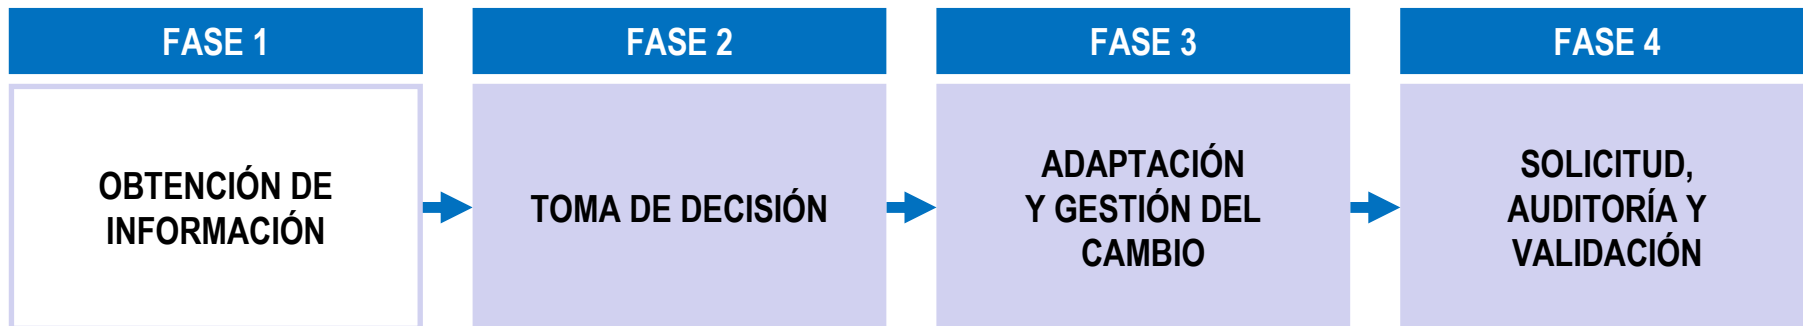 FASE 1
OBTENCIÓN DE
INFORMACIÓN
FASE 2
TOMA DE DECISIÓN
FASE 3
ADAPTACIÓN
Y GESTIÓN DEL
CAMBIO
FASE 4
SOLICITUD,
AUDITORÍA Y
VALIDACIÓN